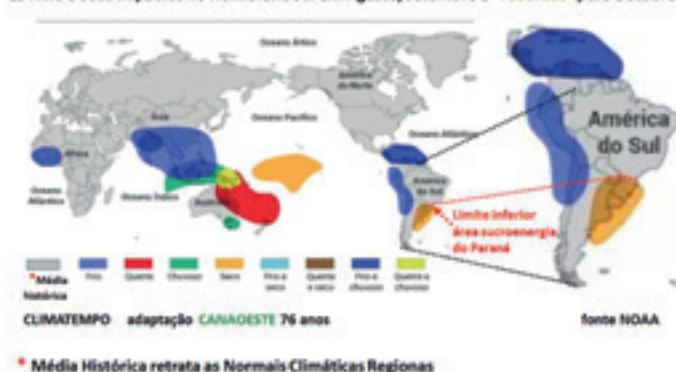 Oceano Ártico
América do Norte
Ásia
Oceano Pacífico
Oceano Atlântico
África
América do Sul
Oceano Atlântico
Oceano Índico
América do Sul
Limite inferior
área sucroenergia
do Paraná
*Média histórica
Frio
Quente
Chuvoso
Seco
Frio e seco
Quente e seco
Frio e chuvoso
Quente e chuvoso
CLIMATEMPO adaptação CANAOESTE 76 anos
fonte NOAA
* Média Histórica retrata as Normais Climáticas Regionas